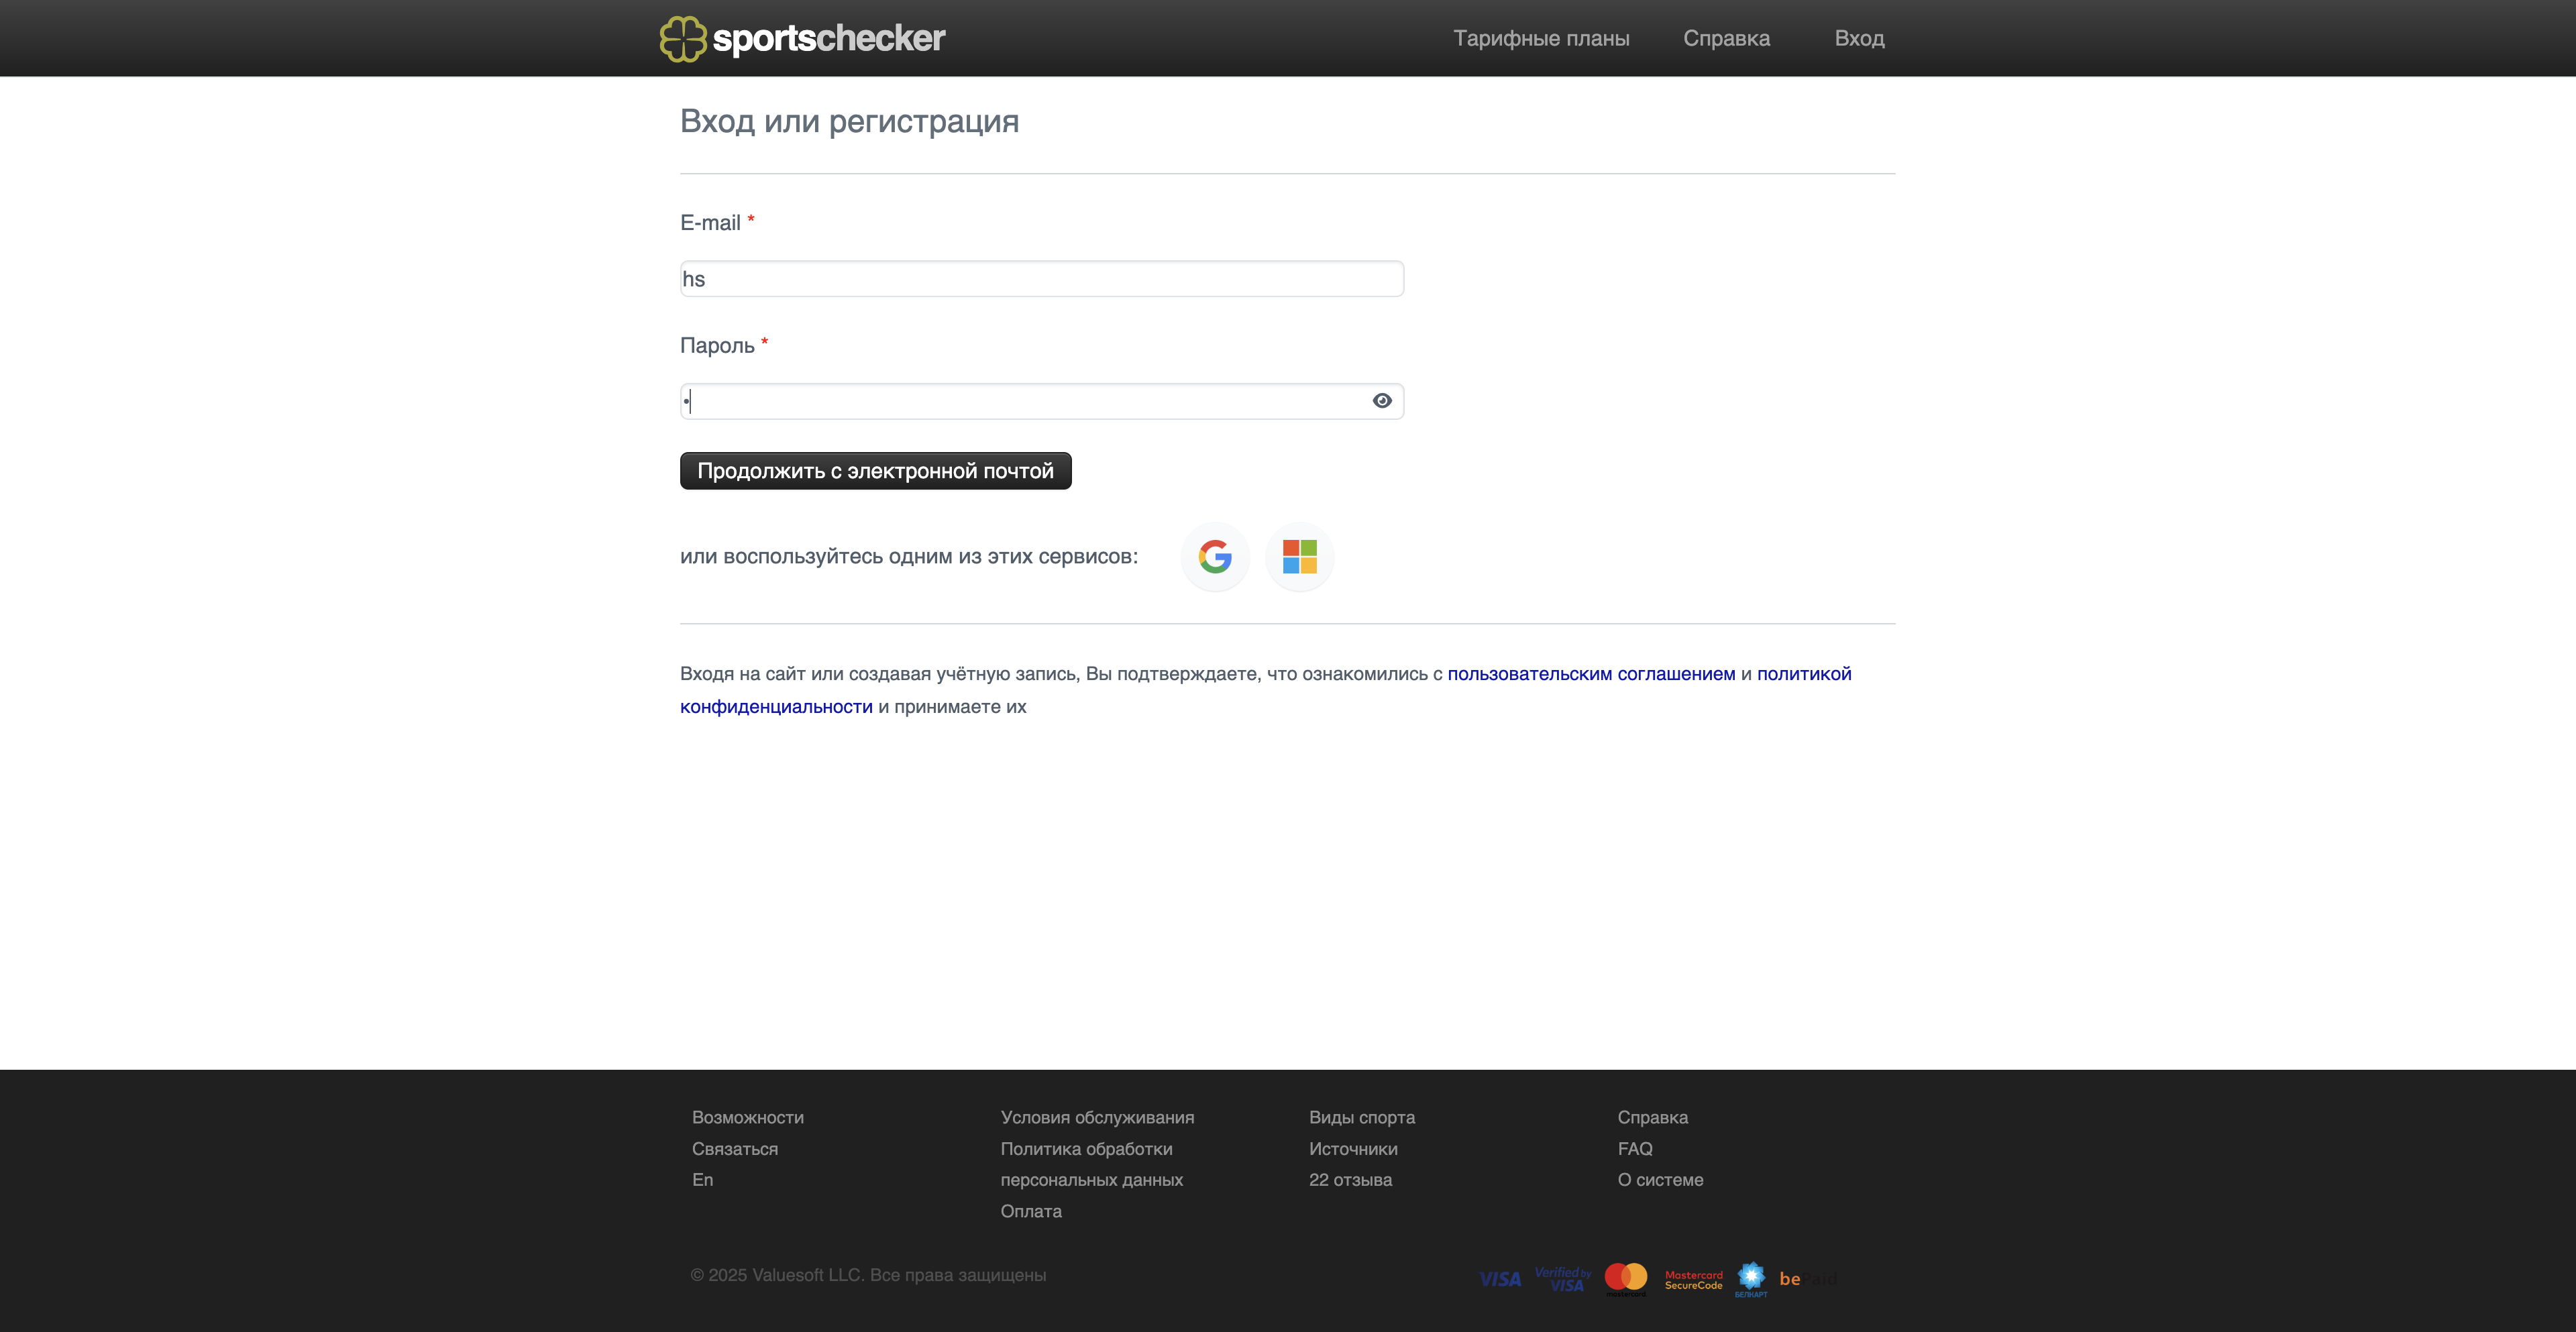 sportschecker
Тарифные планы
Справка
Вход
Вход или регистрация
E-mail *
hs
Пароль *
Продолжить с электронной почтой
или воспользуйтесь одним из этих сервисов:
Входя на сайт или создавая учётную запись, Вы подтверждаете, что ознакомились с пользовательским соглашением и политикой
конфиденциальности и принимаете их
Возможности
Связаться
En
Условия обслуживания
Политика обработки
персональных данных
Оплата
Виды спорта
Источники
22 отзыва
Справка
FAQ
О системе
© 2025 Valuesoft LLC. Все права защищены
VISA
Verified by
VISA
mastercard
Mastercard
SecureCode
БЕЛКАРТ
bePaid